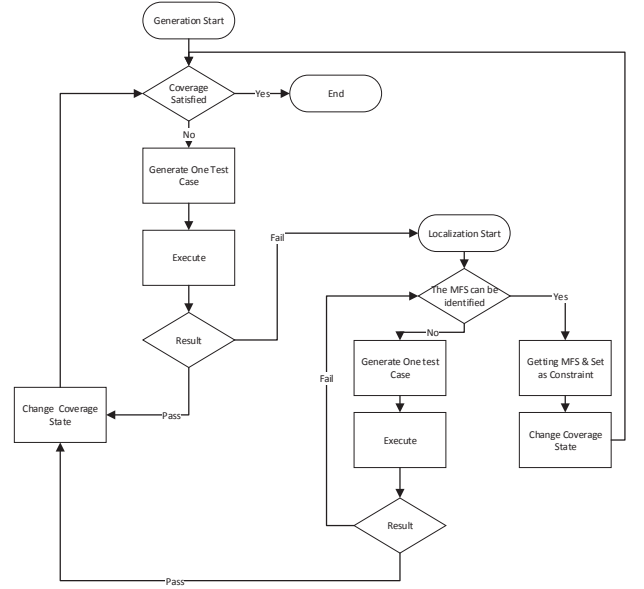 Generation Start
Coverage
Satisfied
Yes
End
No
Generate One Test
Case
Execute
Fail
Localization Start
The MFS can be
identified
Yes
Result
No
Generate One test
Case
Getting MFS & Set
as Constraint
Fail
Change Coverage
State
Pass
Execute
Change Coverage
State
Result
Pass